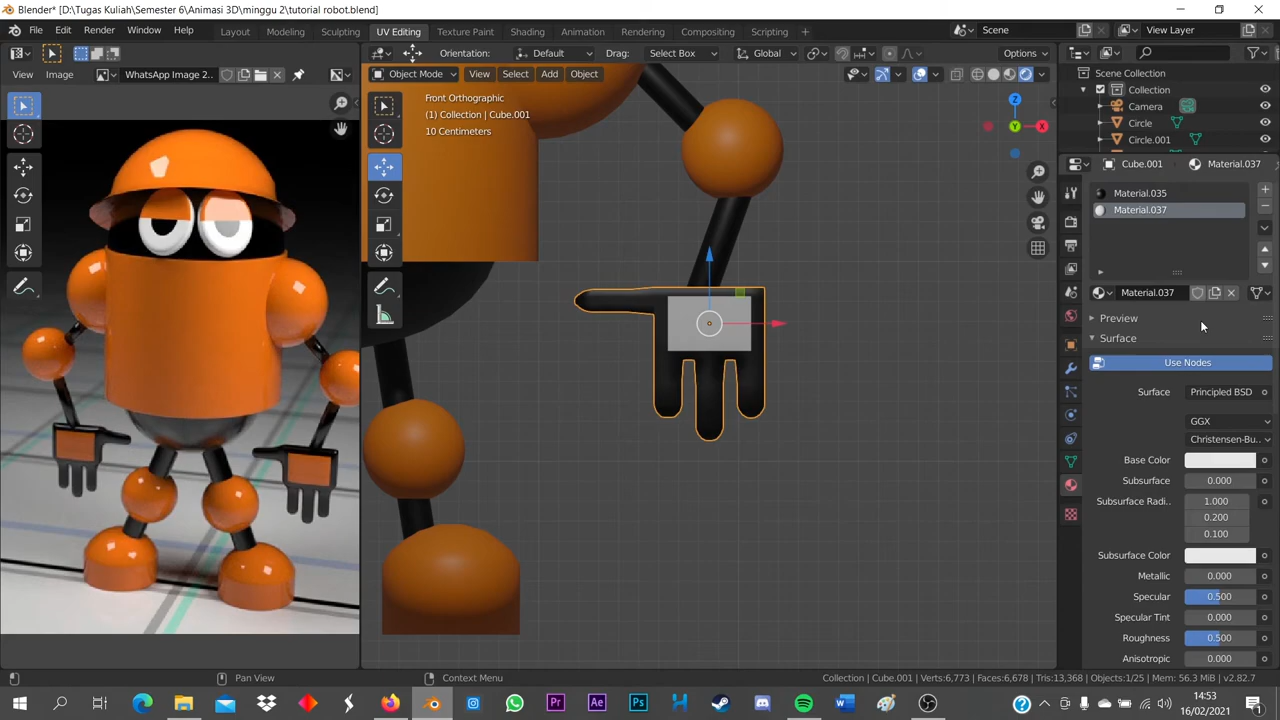 Blender* [D:\Tugas Kuliah\Semester 6\Animasi 3D\minggu 2\tutorial robot.blend]
File Edit Render Window Help
Layout Modeling Sculpting UV Editing Texture Paint Shading Animation Rendering Compositing Scripting +
Scene
View Layer
Orientation: Default Drag: Select Box Global Options
View Image WhatsApp Image 2..
Object Mode View Select Add Object
Front Orthographic
(1) Collection | Cube.001
10 Centimeters
Z
Y
X
Scene Collection
Collection
Camera
Circle
Circle.001
Cube.001 Material.037
Material.035
Material.037
Material.037
Preview
Surface
Use Nodes
Surface Principled BSD
GGX
Christensen-Bu..
Base Color
Subsurface 0.000
Subsurface Radi.. 1.000
0.200
0.100
Subsurface Color
Metallic 0.000
Specular 0.500
Specular Tint 0.000
Roughness 0.500
Anisotropic 0.000
Pan View
Context Menu
Collection | Cube.001 | Verts:6,773 | Faces:6,678 | Tris:13,368 | Objects:1/25 | Mem: 56.3 MiB | v2.82.7
Pr Ae Ps W
14:53
16/02/2021